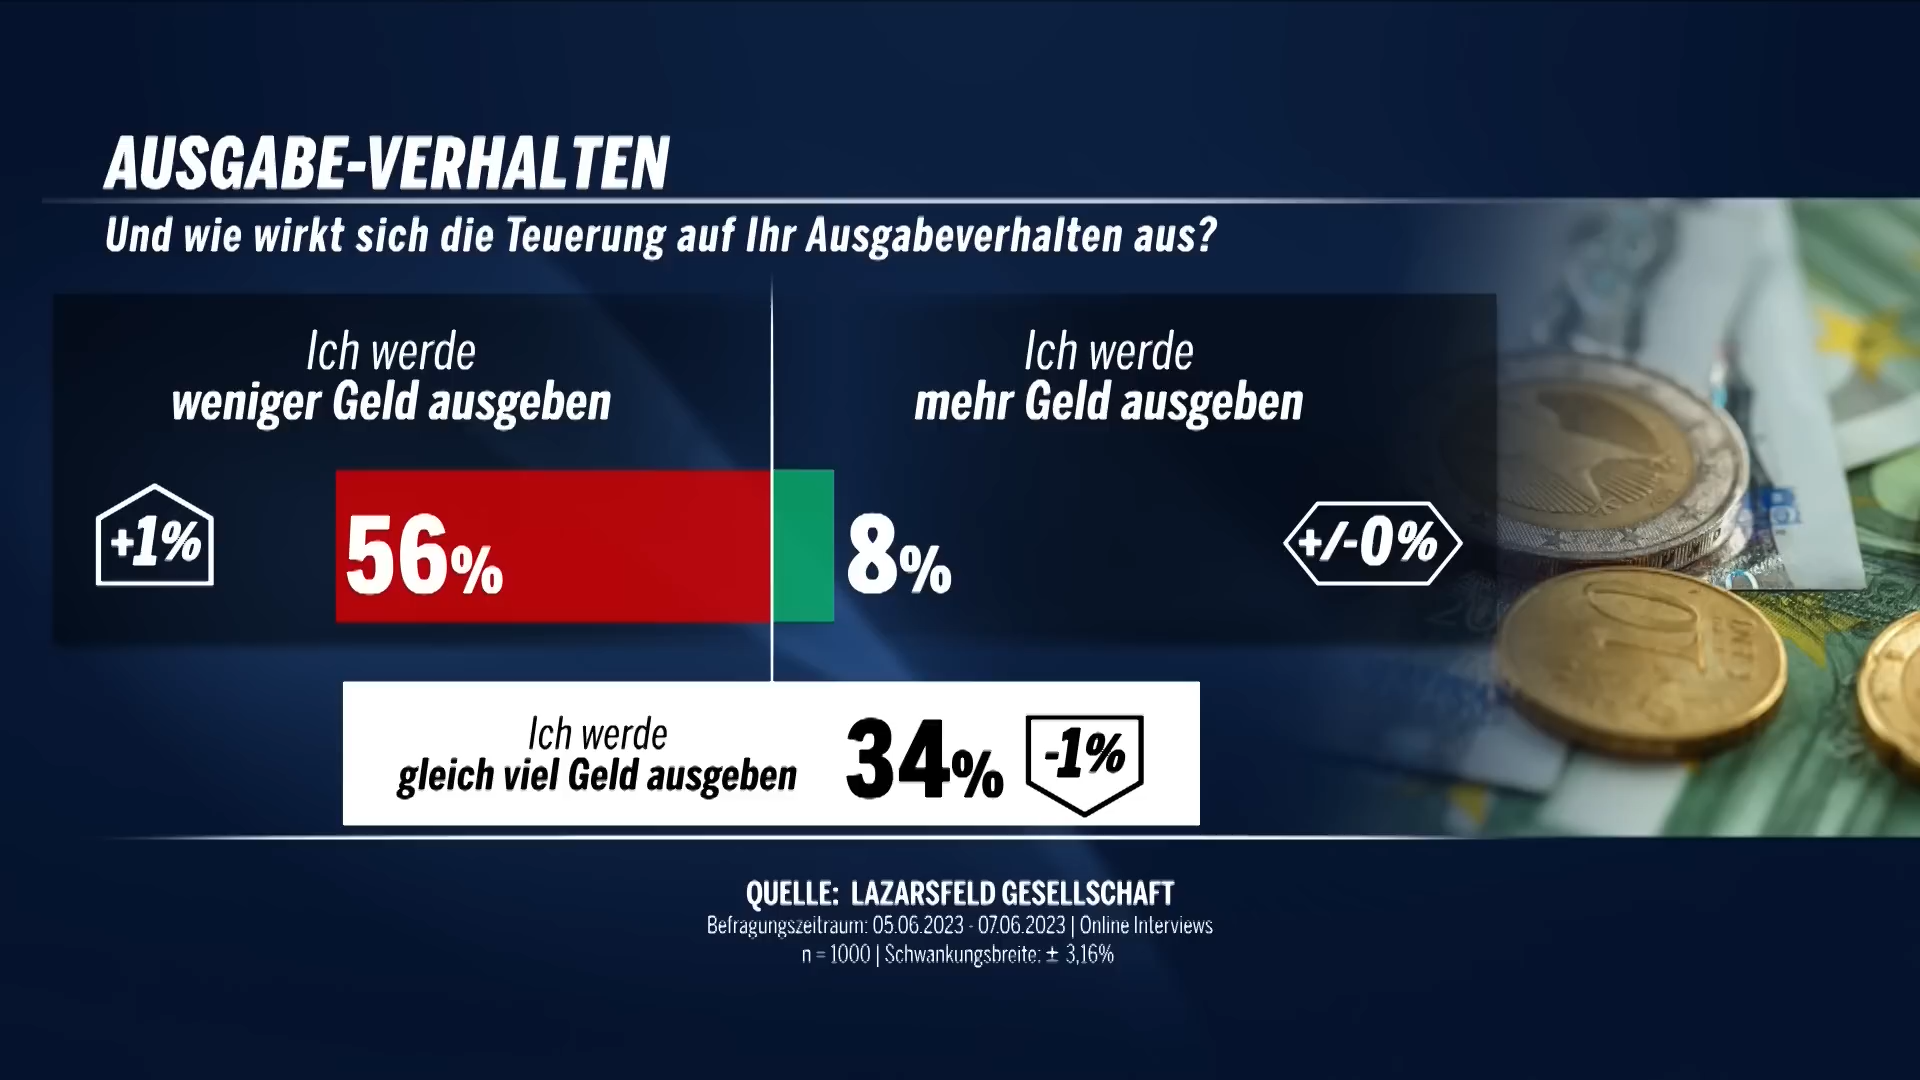 AUSGABE-VERHALTEN
Und wie wirkt sich die Teuerung auf Ihr Ausgabeverhalten aus?
Ich werde
weniger Geld ausgeben
Ich werde
mehr Geld ausgeben
+1%
56%
8%
+/-0%
Ich werde
gleich viel Geld ausgeben
34%
-1%
10
QUELLE: LAZARSFELD GESELLSCHAFT
Befragungszeitraum: 05.06.2023 - 07.06.2023 | Online Interviews
n = 1000 | Schwankungsbreite: ± 3,16%